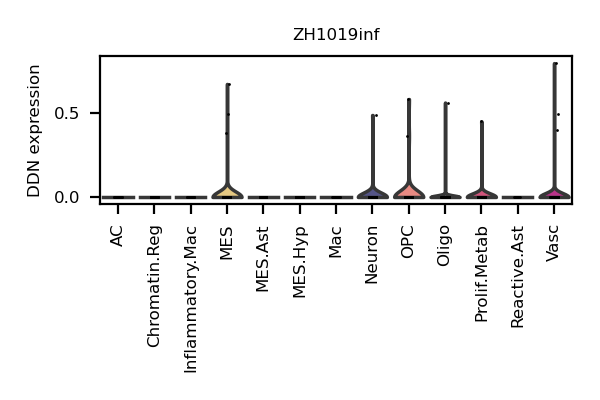 ZH1019inf
DDN expression
0.5
0.0
AC
Chromatin.Reg
Inflammatory.Mac
MES
MES.Ast
MES.Hyp
Mac
Neuron
OPC
Oligo
Prolif.Metab
Reactive.Ast
Vasc